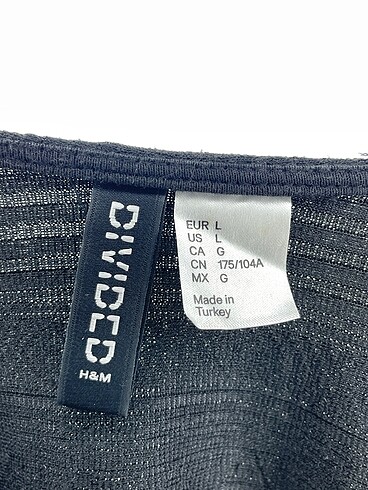 DIVIDED
H&M
EUR L
US L
CA G
CN 175/104A
MX G
Made in
Turkey